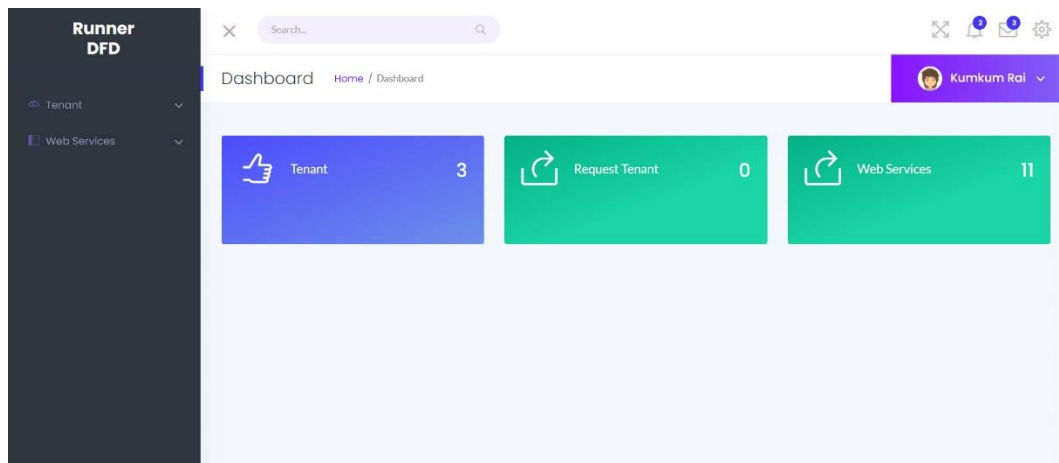 Runner
DFD
Tenant
Web Services
Search...
2
3
Dashboard Home / Dashboard
Kumkum Rai
Tenant 3
Request Tenant 0
Web Services 11